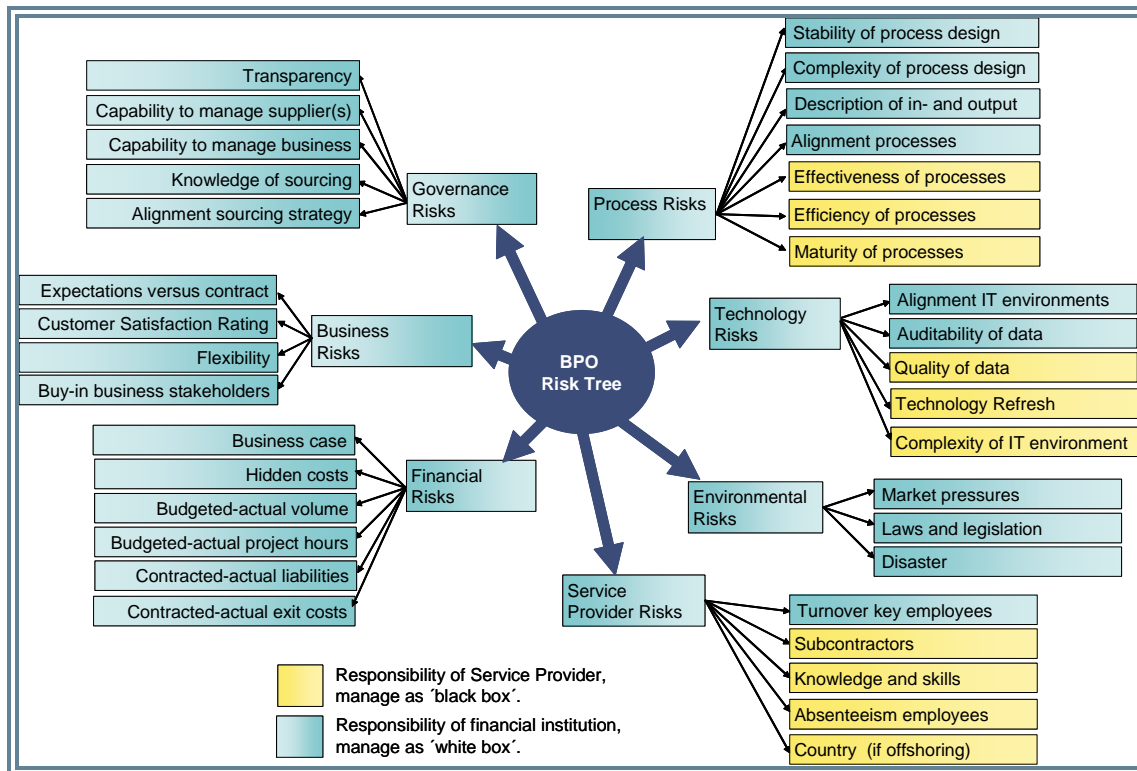 Transparency
Capability to manage supplier(s)
Capability to manage business
Knowledge of sourcing
Alignment sourcing strategy
Governance
Risks
Stability of process design
Complexity of process design
Description of in- and output
Alignment processes
Effectiveness of processes
Efficiency of processes
Maturity of processes
Process Risks
Expectations versus contract
Customer Satisfaction Rating
Flexibility
Buy-in business stakeholders
Business
Risks
BPO
Risk Tree
Technology
Risks
Alignment IT environments
Auditability of data
Quality of data
Technology Refresh
Complexity of IT environment
Business case
Hidden costs
Budgeted-actual volume
Budgeted-actual project hours
Contracted-actual liabilities
Contracted-actual exit costs
Financial
Risks
Environmental
Risks
Market pressures
Laws and legislation
Disaster
Service
Provider Risks
Turnover key employees
Subcontractors
Knowledge and skills
Absenteeism employees
Country (if offshoring)
Responsibility of Service Provider,
manage as ´black box´.
Responsibility of financial institution,
manage as ´white box´.